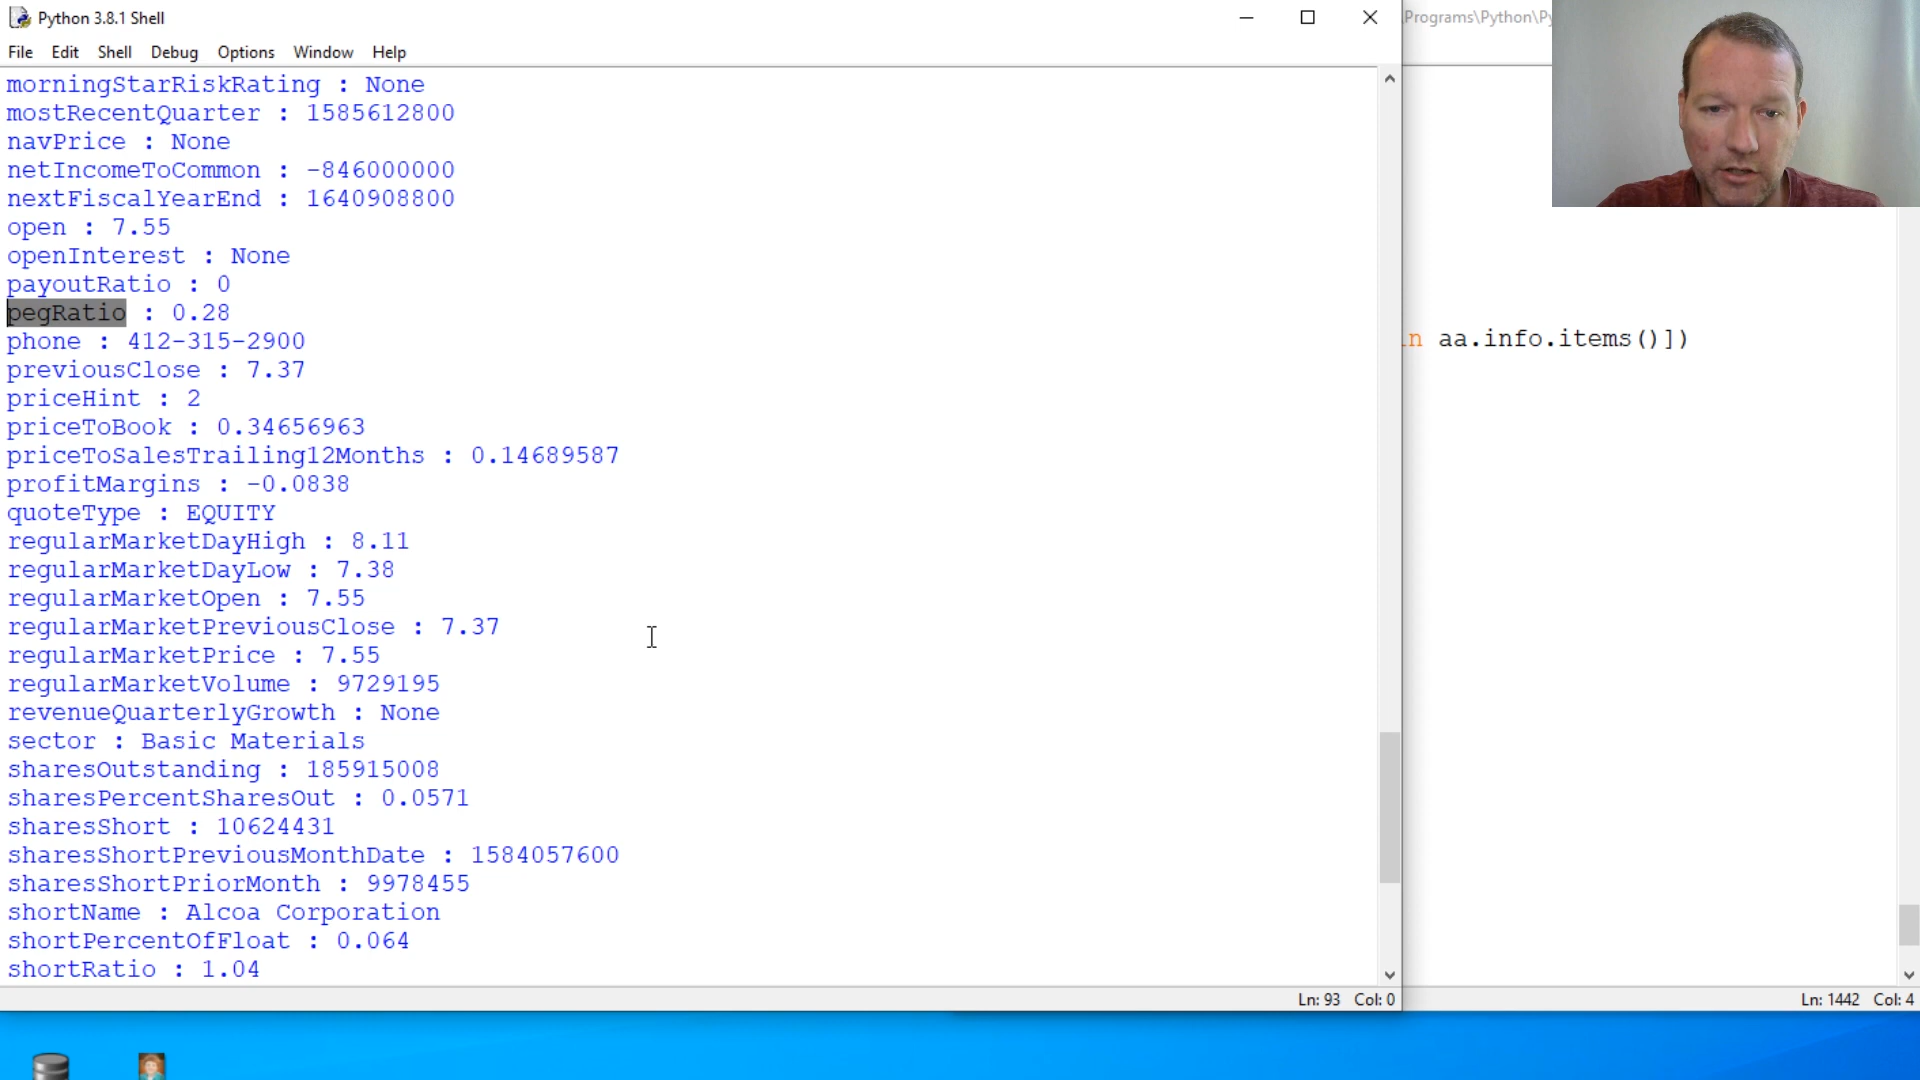 Python 3.8.1 Shell
Programs\Python\Py
File Edit Shell Debug Options Window Help
morningStarRiskRating : None
mostRecentQuarter : 1585612800
navPrice : None
netIncomeToCommon : -846000000
nextFiscalYearEnd : 1640908800
open : 7.55
openInterest : None
payoutRatio : 0
pegRatio : 0.28
phone : 412-315-2900
in aa.info.items()])
previousClose : 7.37
priceHint : 2
priceToBook : 0.34656963
priceToSalesTrailing12Months : 0.14689587
profitMargins : -0.0838
quoteType : EQUITY
regularMarketDayHigh : 8.11
regularMarketDayLow : 7.38
regularMarketOpen : 7.55
regularMarketPreviousClose : 7.37
regularMarketPrice : 7.55
regularMarketVolume : 9729195
revenueQuarterlyGrowth : None
sector : Basic Materials
sharesOutstanding : 185915008
sharesPercentSharesOut : 0.0571
sharesShort : 10624431
sharesShortPreviousMonthDate : 1584057600
sharesShortPriorMonth : 9978455
shortName : Alcoa Corporation
shortPercentOfFloat : 0.064
shortRatio : 1.04
Ln: 93 Col: 0
Ln: 1442 Col: 4